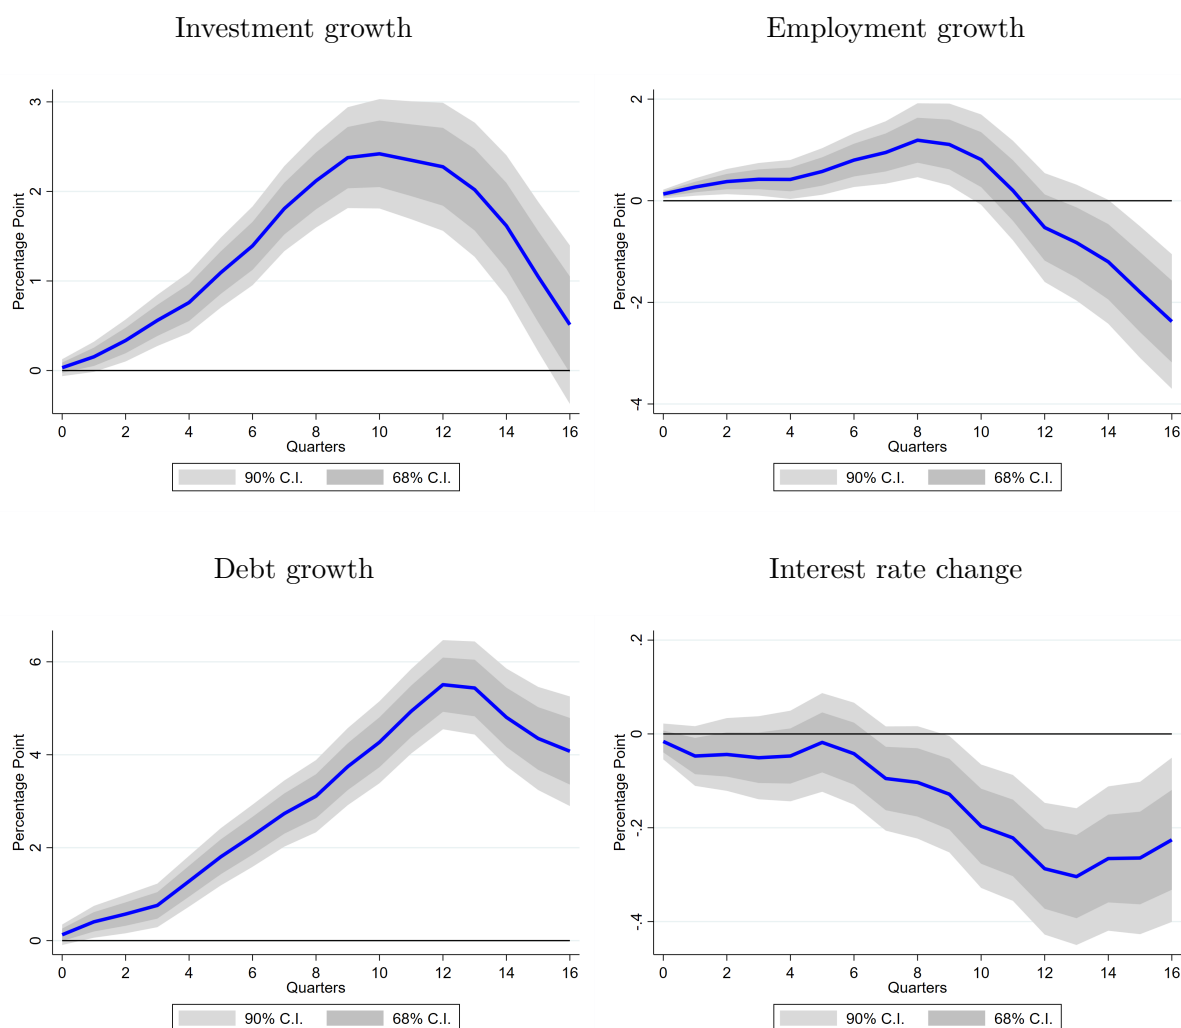 Investment growth
Percentage Point
3
2
1
0
0 2 4 6 8 10 12 14 16
Quarters
90% C.I. 68% C.I.
Employment growth
Percentage Point
2
0
-2
-4
0 2 4 6 8 10 12 14 16
Quarters
90% C.I. 68% C.I.
Debt growth
Percentage Point
6
4
2
0
0 2 4 6 8 10 12 14 16
Quarters
90% C.I. 68% C.I.
Interest rate change
Percentage Point
.2
0
-.2
-.4
0 2 4 6 8 10 12 14 16
Quarters
90% C.I. 68% C.I.